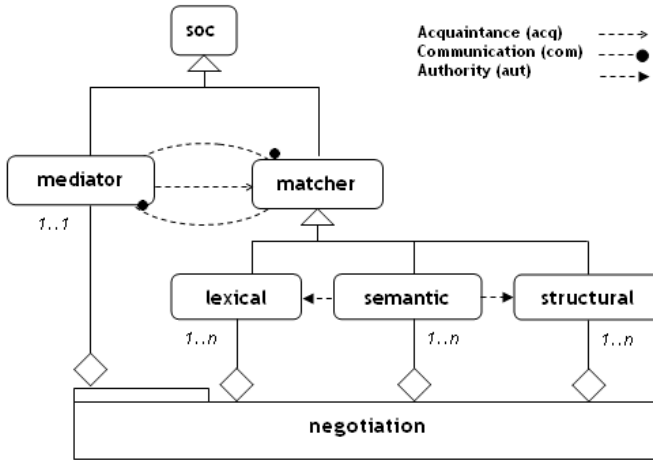 soc
Acquaintance (acq)
Communication (com)
Authority (aut)
mediator
matcher
1..1
lexical
semantic
structural
1..n
1..n
1..n
negotiation